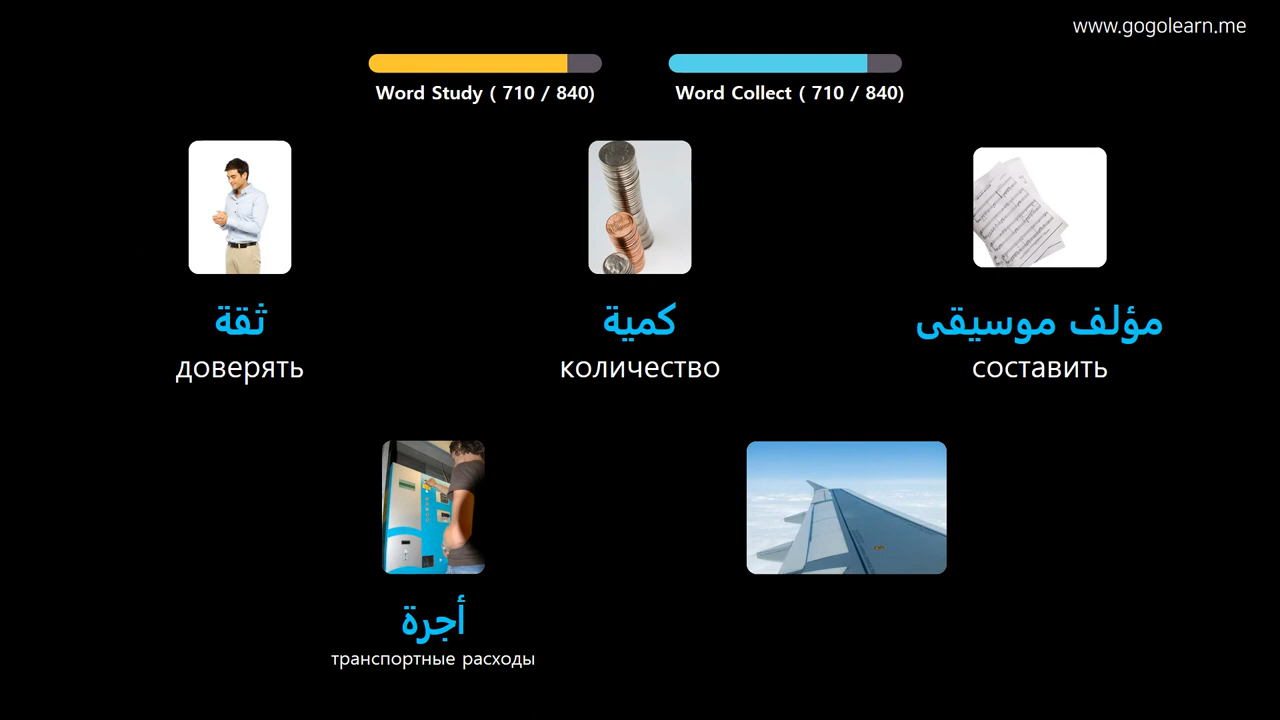 www.gogolearn.me
Word Study ( 710 / 840)
Word Collect ( 710 / 840)
ثقة
доверять
كمية
количество
مؤلف موسيقى
составить
أجرة
транспортные расходы